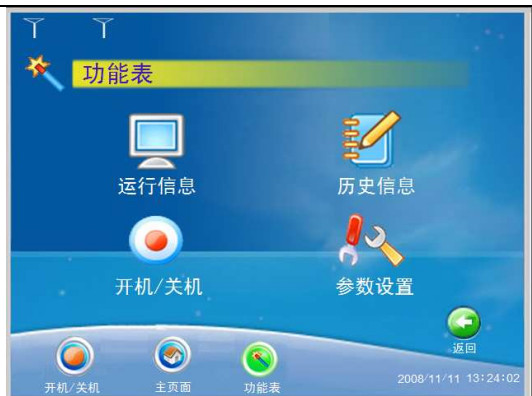 功能表
运行信息
历史信息
开机/关机
参数设置
返回
开机/关机
主页面
功能表
2008/11/11 13:24:02